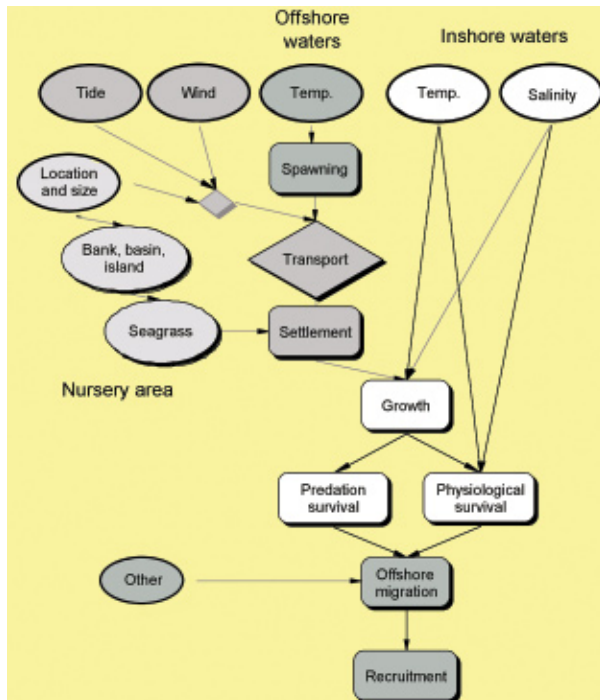 Offshore
waters
Inshore waters
Tide
Wind
Temp.
Temp.
Salinity
Spawning
Location
and size
Bank, basin,
island
Transport
Seagrass
Settlement
Nursery area
Growth
Predation
survival
Physiological
survival
Other
Offshore
migration
Recruitment